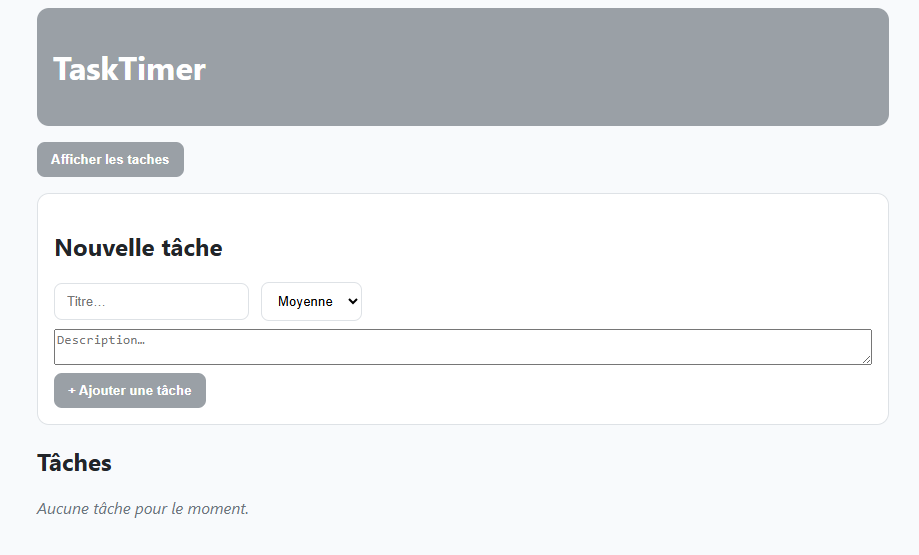 TaskTimer
Afficher les taches
Nouvelle tâche
Titre…
Moyenne
Description…
+ Ajouter une tâche
Tâches
Aucune tâche pour le moment.